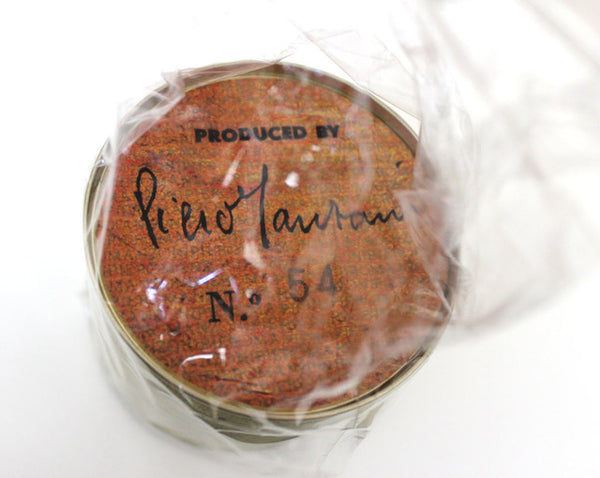 PRODUCED BY
Piero Manzoni
N.º 54